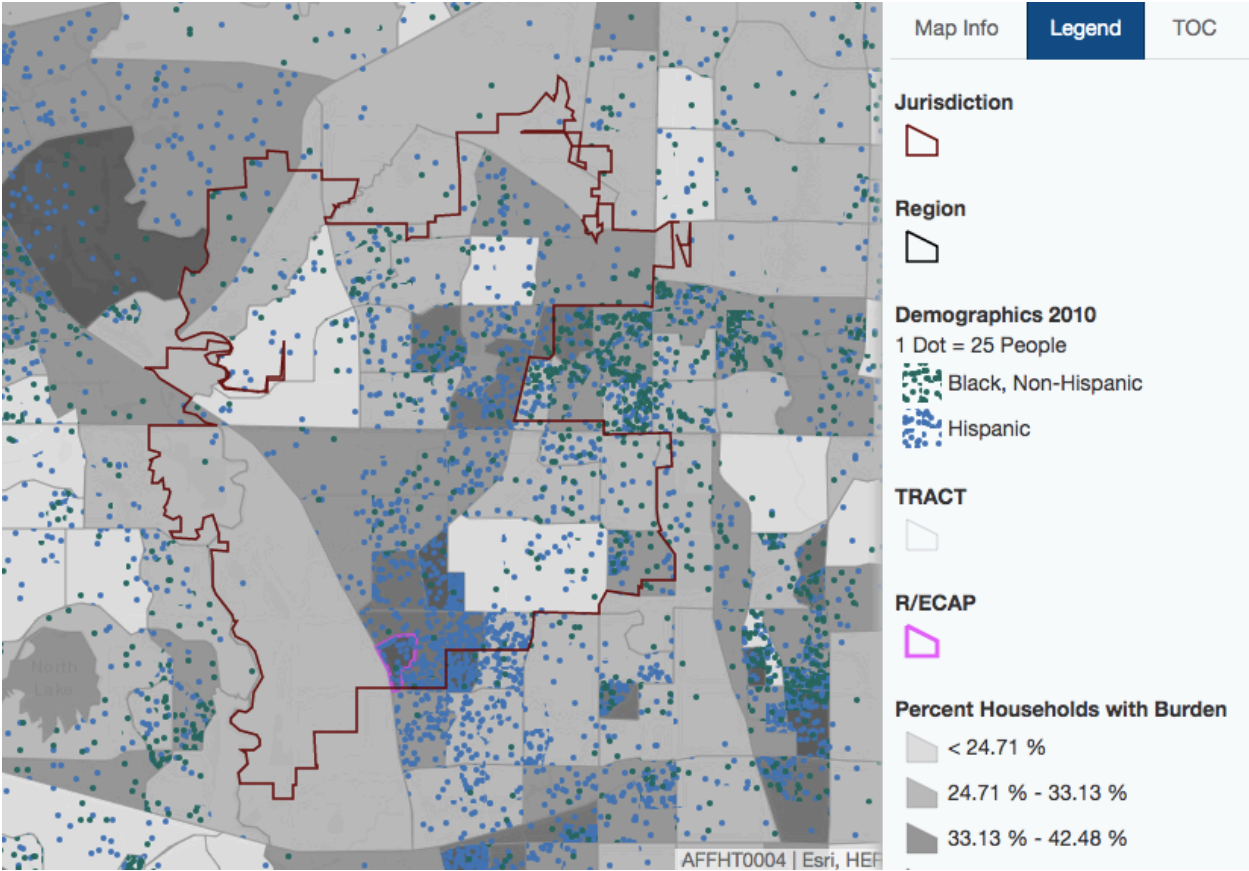 Map Info
Legend
TOC
Jurisdiction
Region
Demographics 2010
1 Dot = 25 People
Black, Non-Hispanic
Hispanic
TRACT
R/ECAP
Percent Households with Burden
< 24.71 %
24.71 % - 33.13 %
33.13 % - 42.48 %
North
Lake
AFFHT0004 | Esri, HER